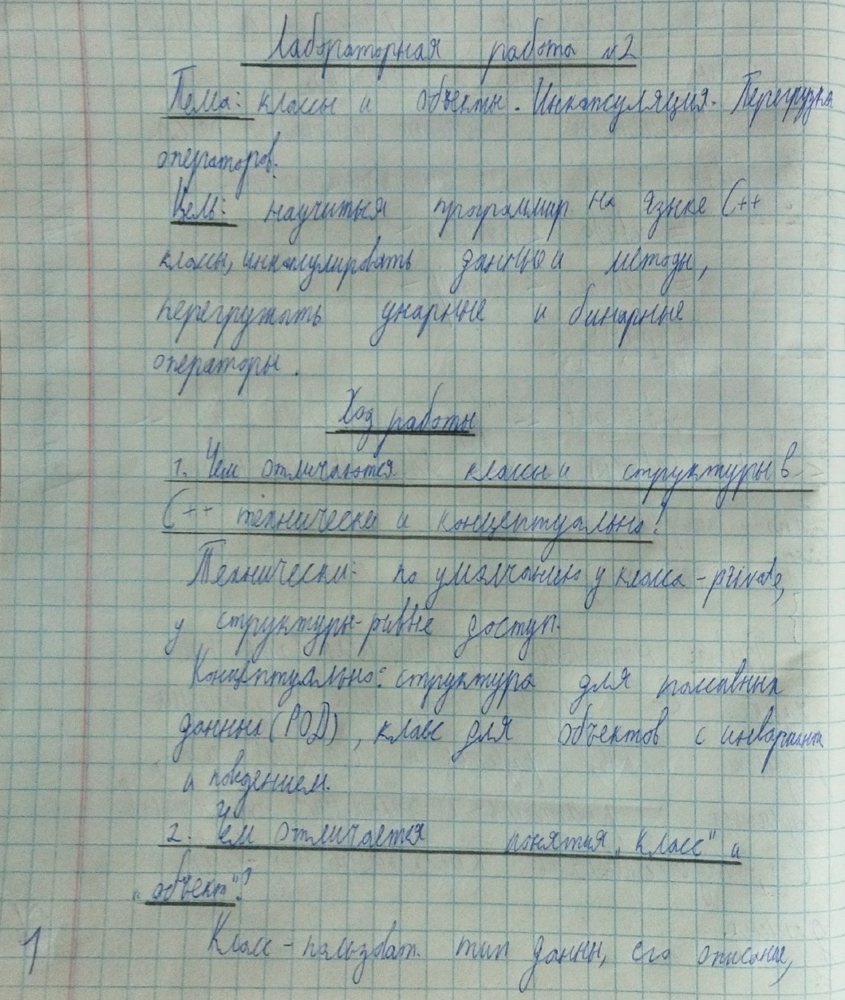 Лабораторная работа №2
Тема: классы и объекты. Инкапсуляция. Перегрузка
операторов.
Цель: научиться программир. на языке С++
классы, инкапсулировать данные и методы,
перегружать унарные и бинарные
операторы.
Ход работы
1. Чем отличаются классы и структуры в
С++ технически и концептуально?
Технически: по умолчанию у класса - private,
у структуры - public доступ.
Концептуально: структура для пассивных
данных (POD), класс для объектов с инвариант
и поведением.
2. Чем отличается понятия „Класс" и
„объект"?
Класс - пользоват. тип данны, его описание,
1